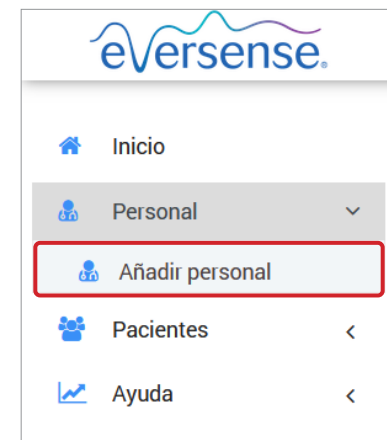 eversense®
Inicio
Personal
Añadir personal
Pacientes
Ayuda